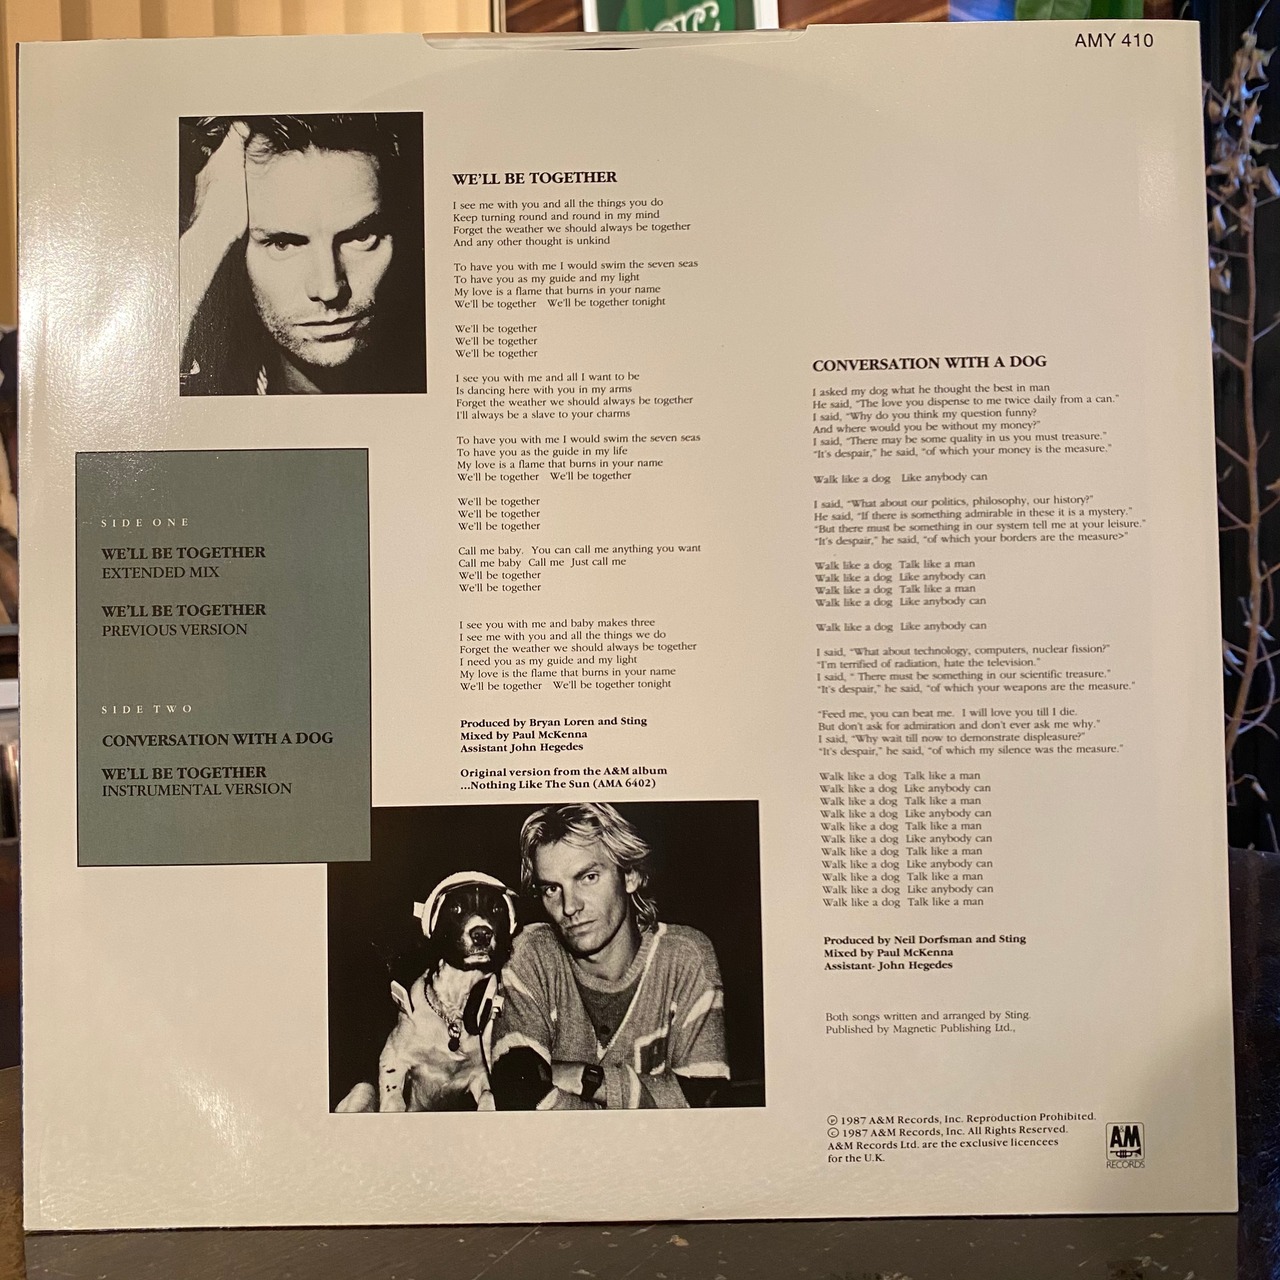 AMY 410
WE'LL BE TOGETHER
I see me with you and all the things you do
Keep turning round and round in my mind
Forget the weather we should always be together
And any other thought is unkind
To have you with me I would swim the seven seas
To have you as my guide and my light
My love is a flame that burns in your name
We'll be together We'll be together tonight
We'll be together
We'll be together
We'll be together
I see you with me and all I want to be
Is dancing here with you in my arms
Forget the weather we should always be together
I'll always be a slave to your charms
To have you with me I would swim the seven seas
To have you as the guide in my life
My love is a flame that burns in your name
We'll be together We'll be together
We'll be together
We'll be together
We'll be together
Call me baby. You can call me anything you want
Call me baby Call me Just call me
We'll be together
We'll be together
I see you with me and baby makes three
I see me with you and all the things we do
Forget the weather we should always be together
I need you as my guide and my light
My love is the flame that burns in your name
We'll be together We'll be together tonight
Produced by Bryan Loren and Sting
Mixed by Paul McKenna
Assistant John Hegedes
Original version from the A&M album
...Nothing Like The Sun (AMA 6402)
SIDE ONE
WE'LL BE TOGETHER
EXTENDED MIX
WE'LL BE TOGETHER
PREVIOUS VERSION
SIDE TWO
CONVERSATION WITH A DOG
WE'LL BE TOGETHER
INSTRUMENTAL VERSION
CONVERSATION WITH A DOG
I asked my dog what he thought the best in man
He said, "The love you dispense to me twice daily from a can."
I said, "Why do you think my question funny?
And where would you be without my money?"
I said, "There may be some quality in us you must treasure."
"It's despair," he said, "of which your money is the measure."
Walk like a dog Like anybody can
I said, "What about our politics, philosophy, our history?"
He said, "If there is something admirable in these it is a mystery."
"But there must be something in our system tell me at your leisure."
"It's despair," he said, "of which your borders are the measure>"
Walk like a dog Talk like a man
Walk like a dog Like anybody can
Walk like a dog Talk like a man
Walk like a dog Like anybody can
Walk like a dog Like anybody can
I said, "What about technology, computers, nuclear fission?"
"I'm terrified of radiation, hate the television."
I said, " There must be something in our scientific treasure."
"It's despair," he said, "of which your weapons are the measure."
"Feed me, you can beat me. I will love you till I die.
But don't ask for admiration and don't ever ask me why."
I said, "Why wait till now to demonstrate displeasure?"
"It's despair," he said, "of which my silence was the measure."
Walk like a dog Talk like a man
Walk like a dog Like anybody can
Walk like a dog Talk like a man
Walk like a dog Like anybody can
Walk like a dog Talk like a man
Walk like a dog Like anybody can
Walk like a dog Talk like a man
Walk like a dog Like anybody can
Walk like a dog Talk like a man
Walk like a dog Like anybody can
Walk like a dog Talk like a man
Produced by Neil Dorfsman and Sting
Mixed by Paul McKenna
Assistant- John Hegedes
Both songs written and arranged by Sting.
Published by Magnetic Publishing Ltd.,
℗ 1987 A&M Records, Inc. Reproduction Prohibited.
© 1987 A&M Records, Inc. All Rights Reserved.
A&M Records Ltd. are the exclusive licencees
for the U.K.
A&M
RECORDS